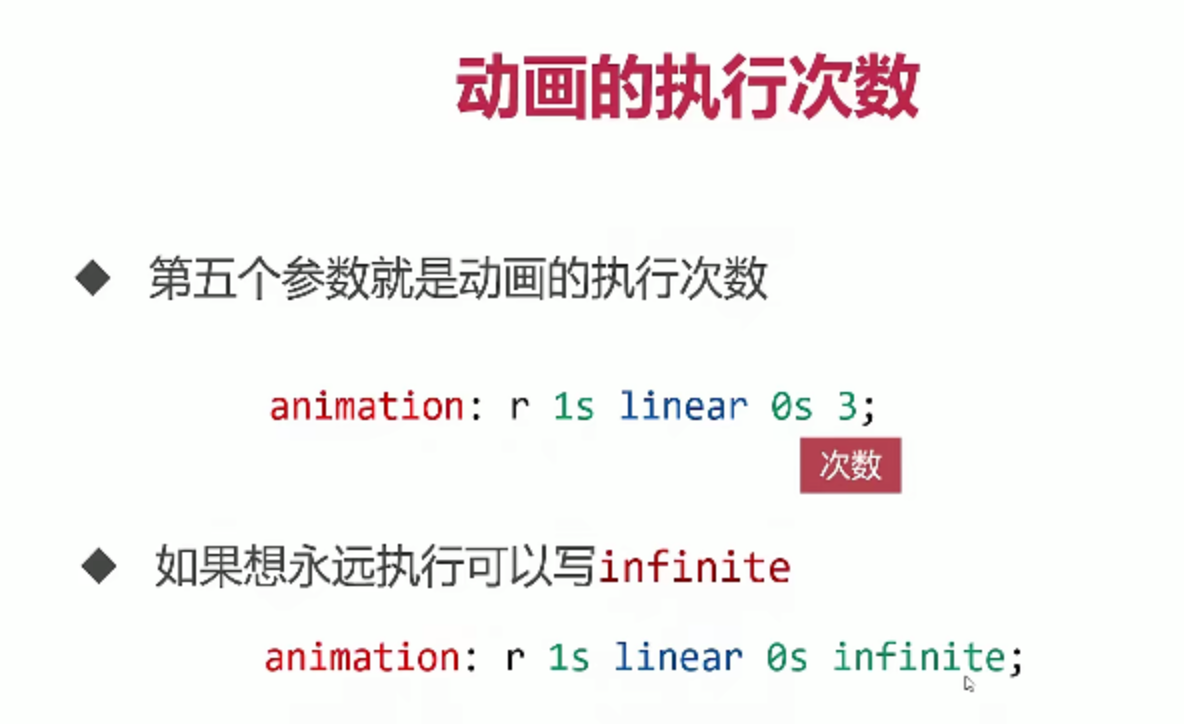 动画的执行次数
第五个参数就是动画的执行次数
animation: r 1s linear 0s 3;
次数
如果想永远执行可以写infinite
animation: r 1s linear 0s infinite;